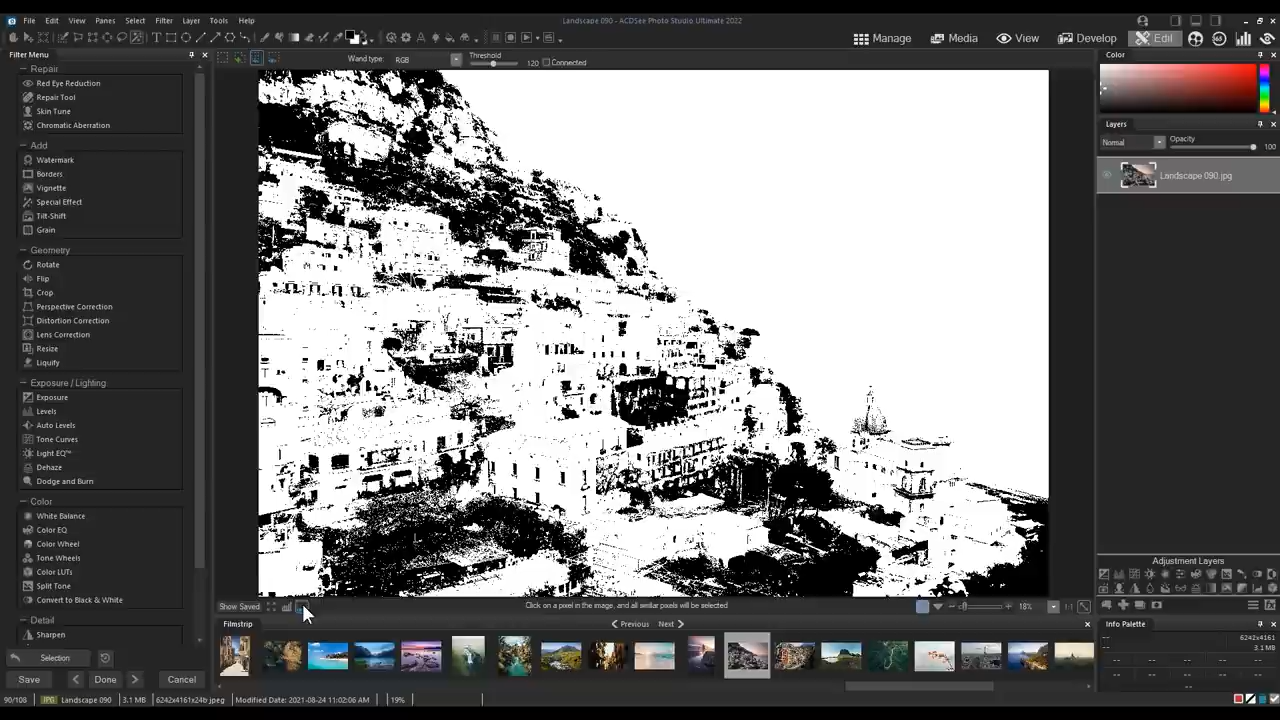 Landscape 090 - ACDSee Photo Studio Ultimate 2022
File Edit View Panes Select Filter Layer Tools Help
Manage Media View Develop Edit 365
Filter Menu
Wand type: RGB Threshold 120 Connected
Color
Repair
Red Eye Reduction
Repair Tool
Skin Tune
Chromatic Aberration
Add
Watermark
Borders
Vignette
Special Effect
Tilt-Shift
Grain
Geometry
Rotate
Flip
Crop
Perspective Correction
Distortion Correction
Lens Correction
Resize
Liquify
Exposure / Lighting
Exposure
Levels
Auto Levels
Tone Curves
Light EQ™
Dehaze
Dodge and Burn
Color
White Balance
Color EQ
Color Wheel
Tone Wheels
Color LUTs
Split Tone
Convert to Black & White
Detail
Sharpen
Selection
Save Done Cancel
Layers
Normal Opacity 100
Landscape 090.jpg
Adjustment Layers
Show Saved Click on a pixel in the image, and all similar pixels will be selected 18% 1:1
Filmstrip Previous Next
Info Palette
-- 6242x4161
-- 3.1 MB
-- -- -- --
-- -- -- --
--
90/108 JPG Landscape 090 3.1 MB 6242x4161x24b jpeg Modified Date: 2021-08-24 11:02:06 AM 19%